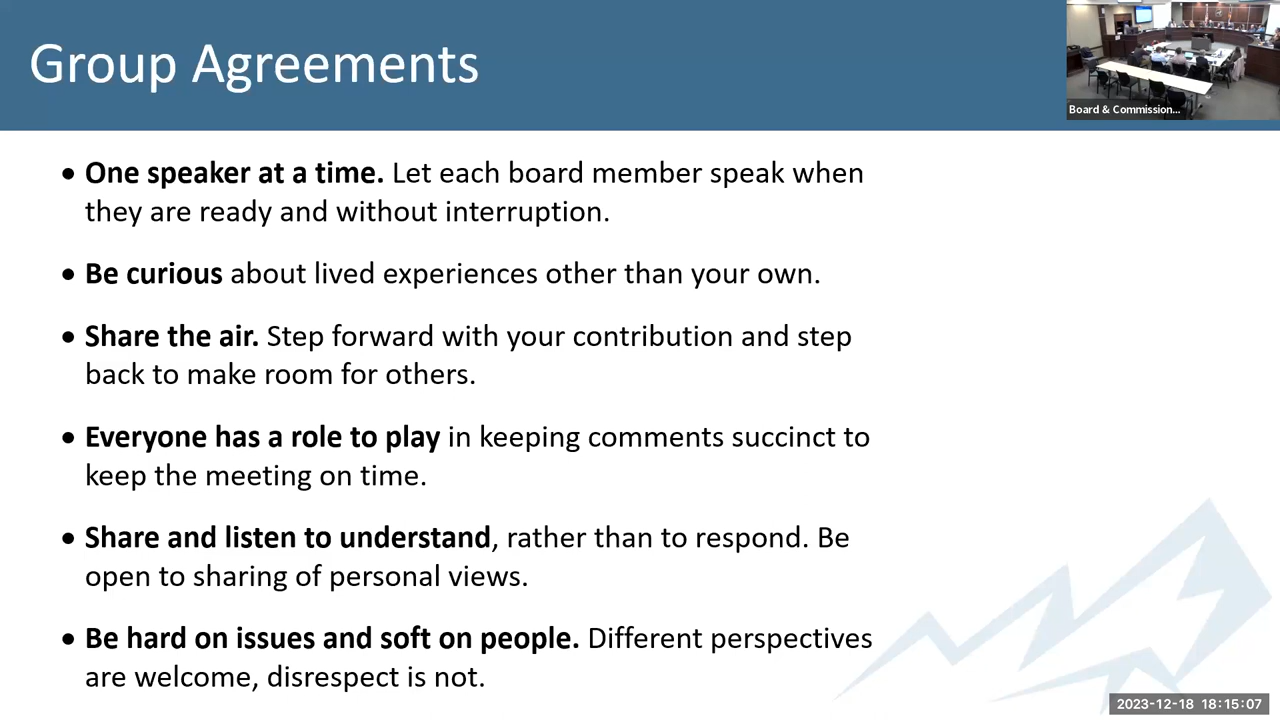 Group Agreements
Board & Commission...
• One speaker at a time. Let each board member speak when
they are ready and without interruption.
• Be curious about lived experiences other than your own.
• Share the air. Step forward with your contribution and step
back to make room for others.
• Everyone has a role to play in keeping comments succinct to
keep the meeting on time.
• Share and listen to understand, rather than to respond. Be
open to sharing of personal views.
• Be hard on issues and soft on people. Different perspectives
are welcome, disrespect is not.
2023-12-18 18:15:07